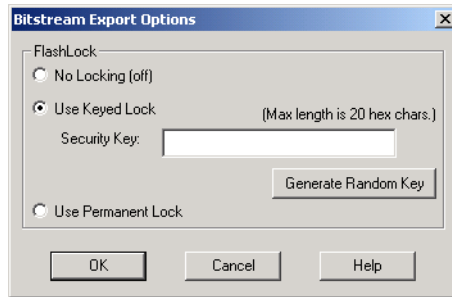 Bitstream Export Options
FlashLock
No Locking (off)
Use Keyed Lock (Max length is 20 hex chars.)
Security Key:
Generate Random Key
Use Permanent Lock
OK Cancel Help